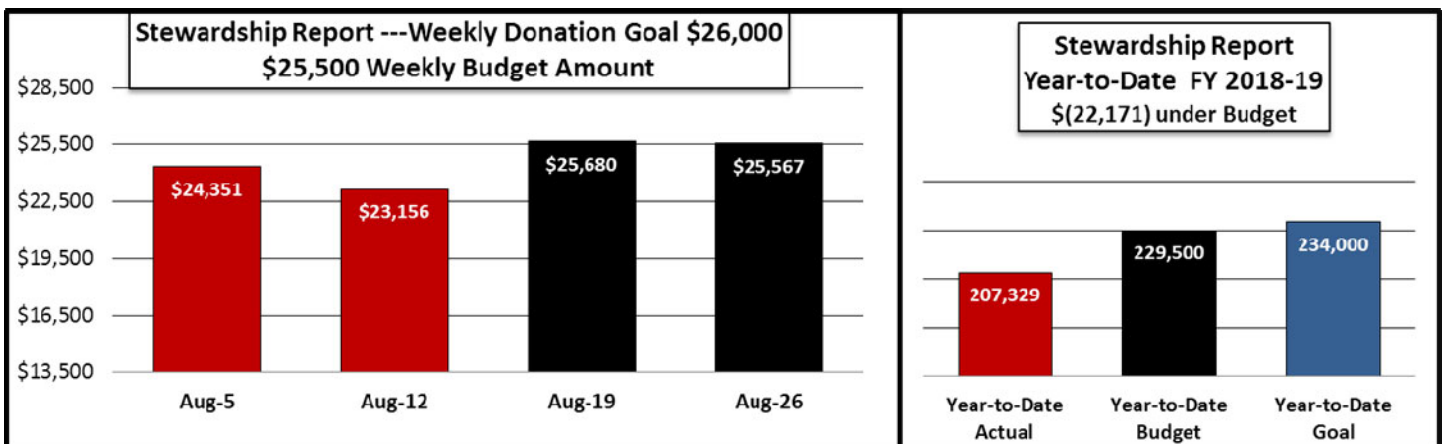 Stewardship Report ---Weekly Donation Goal $26,000
$25,500 Weekly Budget Amount
$28,500
$25,500
$22,500
$19,500
$16,500
$13,500
$24,351
$23,156
$25,680
$25,567
Aug-5
Aug-12
Aug-19
Aug-26
Stewardship Report
Year-to-Date FY 2018-19
$(22,171) under Budget
207,329
229,500
234,000
Year-to-Date
Actual
Year-to-Date
Budget
Year-to-Date
Goal